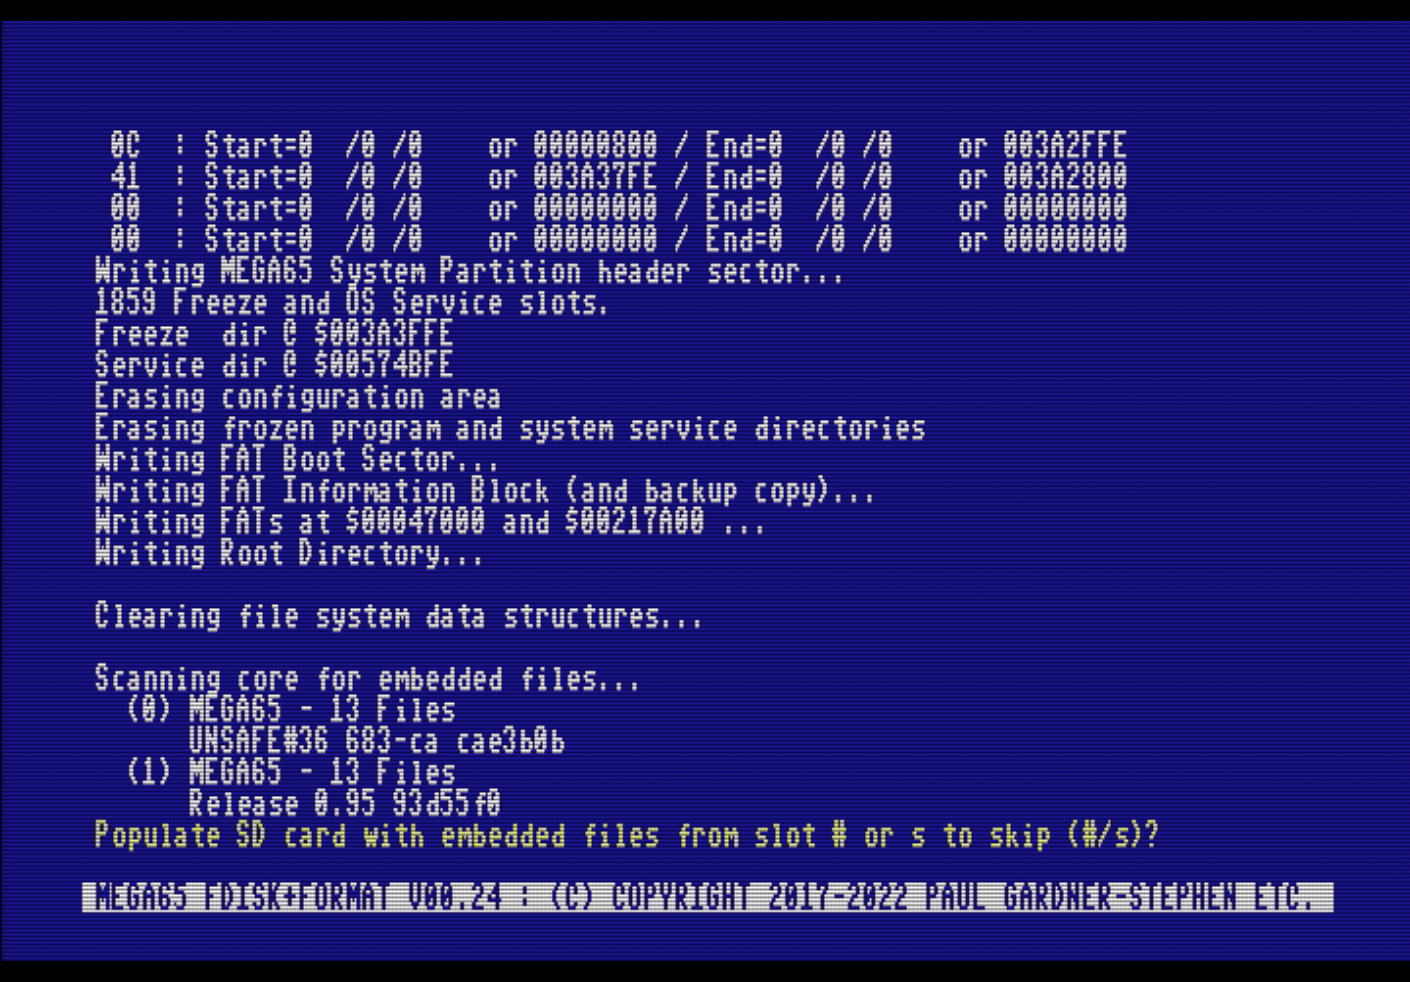 0C : Start=0 /0 /0 or 00000800 / End=0 /0 /0 or 003A2FFE
41 : Start=0 /0 /0 or 003A37FE / End=0 /0 /0 or 003A2800
00 : Start=0 /0 /0 or 00000000 / End=0 /0 /0 or 00000000
00 : Start=0 /0 /0 or 00000000 / End=0 /0 /0 or 00000000
Writing MEGA65 System Partition header sector...
1859 Freeze and OS Service slots.
Freeze dir @ $003A3FFE
Service dir @ $00574BFE
Erasing configuration area
Erasing frozen program and system service directories
Writing FAT Boot Sector...
Writing FAT Information Block (and backup copy)...
Writing FATs at $00047000 and $00217A00 ...
Writing Root Directory...
Clearing file system data structures...
Scanning core for embedded files...
(0) MEGA65 - 13 Files
UNSAFE#36 683-ca cae3b0b
(1) MEGA65 - 13 Files
Release 0.95 93d55f0
Populate SD card with embedded files from slot # or s to skip (#/s)?
MEGA65 FDISK+FORMAT V00.24 : (C) COPYRIGHT 2017-2022 PAUL GARDNER-STEPHEN ETC.